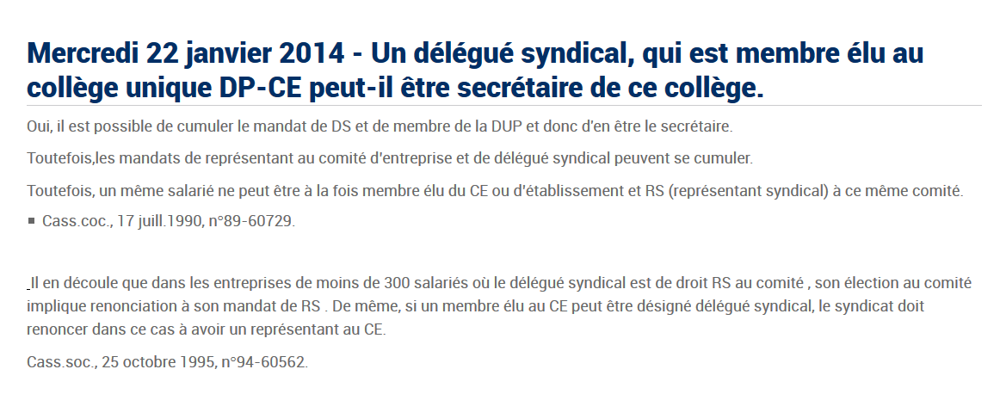 Mercredi 22 janvier 2014 - Un délégué syndical, qui est membre élu au
collège unique DP-CE peut-il être secrétaire de ce collège.
Oui, il est possible de cumuler le mandat de DS et de membre de la DUP et donc d'en être le secrétaire.
Toutefois,les mandats de représentant au comité d'entreprise et de délégué syndical peuvent se cumuler.
Toutefois, un même salarié ne peut être à la fois membre élu du CE ou d'établissement et RS (représentant syndical) à ce même comité.
▪ Cass.coc., 17 juill.1990, n°89-60729.
Il en découle que dans les entreprises de moins de 300 salariés où le délégué syndical est de droit RS au comité , son élection au comité
implique renonciation à son mandat de RS . De même, si un membre élu au CE peut être désigné délégué syndical, le syndicat doit
renoncer dans ce cas à avoir un représentant au CE.
Cass.soc., 25 octobre 1995, n°94-60562.